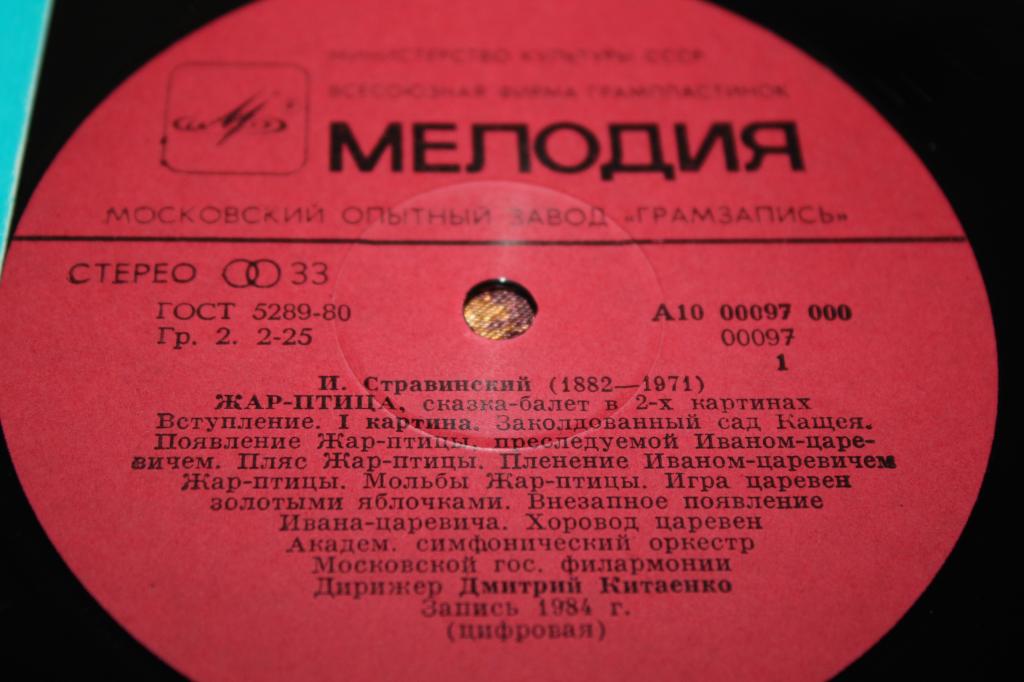 МИНИСТЕРСТВО КУЛЬТУРЫ СССР
ВСЕСОЮЗНАЯ ФИРМА ГРАМПЛАСТИНОК
МЕЛОДИЯ
МОСКОВСКИЙ ОПЫТНЫЙ ЗАВОД «ГРАМЗАПИСЬ»
СТЕРЕО 33
ГОСТ 5289-80 А10 00097 000
Гр. 2. 2-25 00097
1
И. Стравинский (1882—1971)
ЖАР-ПТИЦА, сказка-балет в 2-х картинах
Вступление. I картина. Заколдованный сад Кащея.
Появление Жар-птицы, преследуемой Иваном-царе-
вичем. Пляс Жар-птицы. Пленение Иваном-царевичем
Жар-птицы. Мольбы Жар-птицы. Игра царевен
золотыми яблочками. Внезапное появление
Ивана-царевича. Хоровод царевен
Академ. симфонический оркестр
Московской гос. филармонии
Дирижер Дмитрий Китаенко
Запись 1984 г.
(цифровая)